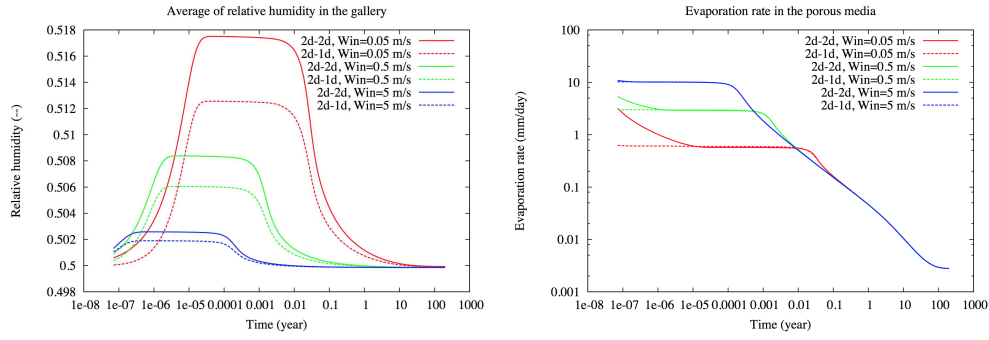 Average of relative humidity in the gallery
0.518
0.516
0.514
0.512
0.51
0.508
0.506
0.504
0.502
0.5
0.498
Relative humidity (--)
2d-2d, Win=0.05 m/s
2d-1d, Win=0.05 m/s
2d-2d, Win=0.5 m/s
2d-1d, Win=0.5 m/s
2d-2d, Win=5 m/s
2d-1d, Win=5 m/s
1e-08 1e-07 1e-06 1e-05 0.0001 0.001 0.01 0.1 1 10 100 1000
Time (year)
Evaporation rate in the porous media
100
10
1
0.1
0.01
0.001
Evaporation rate (mm/day)
2d-2d, Win=0.05 m/s
2d-1d, Win=0.05 m/s
2d-2d, Win=0.5 m/s
2d-1d, Win=0.5 m/s
2d-2d, Win=5 m/s
2d-1d, Win=5 m/s
1e-08 1e-07 1e-06 1e-05 0.0001 0.001 0.01 0.1 1 10 100 1000
Time (year)